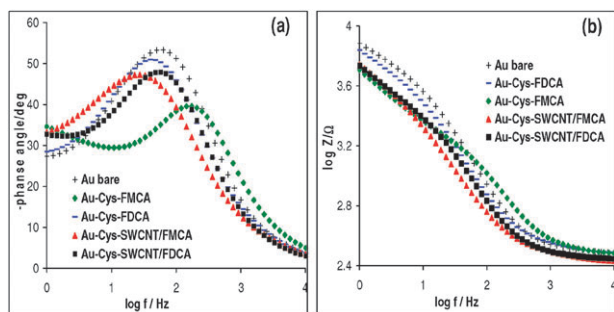 (a)
-phanse angle/deg
60
50
40
30
20
10
0
+ Au bare
Au-Cys-FMCA
Au-Cys-FDCA
Au-Cys-SWCNT/FMCA
Au-Cys-SWCNT/FDCA
0 1 2 3 4
log f / Hz
(b)
log Z/Ω
4
3.6
3.2
2.8
2.4
+ Au bare
Au-Cys-FDCA
Au-Cys-FMCA
Au-Cys-SWCNT/FMCA
Au-Cys-SWCNT/FDCA
0 1 2 3 4
log f / Hz